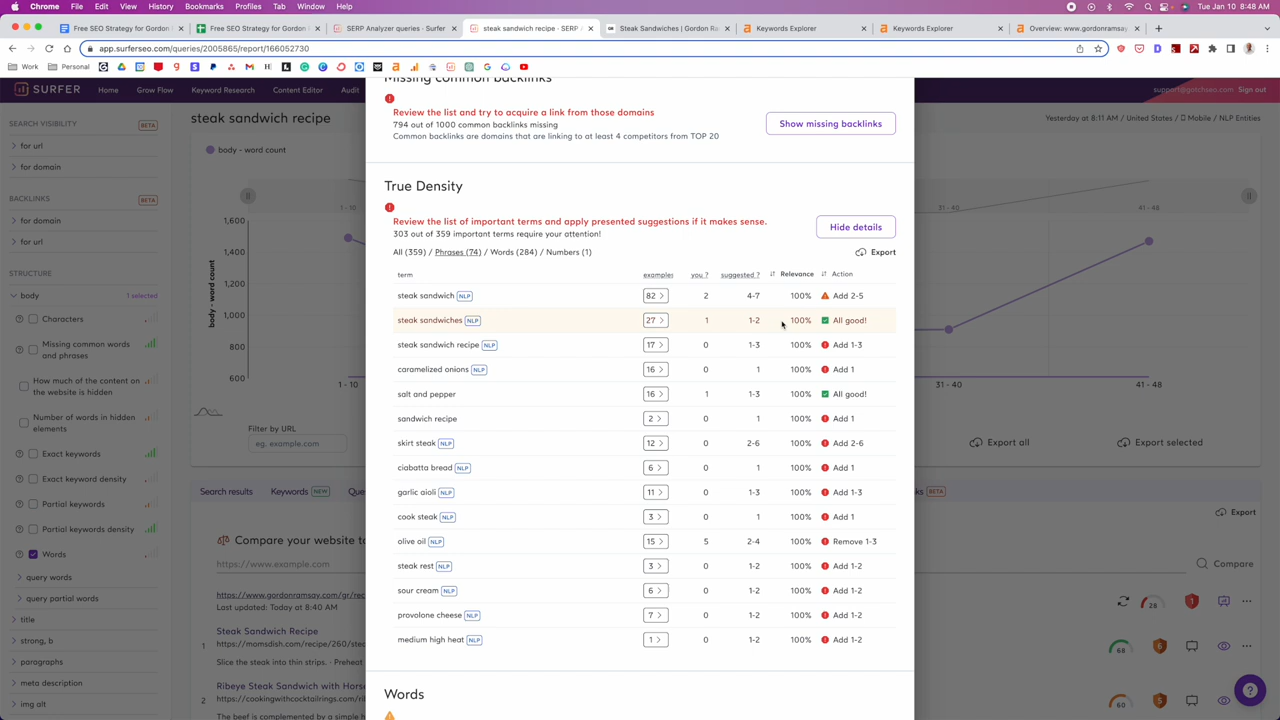 Chrome File Edit View History Bookmarks Profiles Tab Window Help Tue Jan 10 8:48 AM
Free SEO Strategy for Gordon
Free SEO Strategy for Gordon
SERP Analyzer queries - Surfer
steak sandwich recipe - SERP
Steak Sandwiches | Gordon Ra
Keywords Explorer
Keywords Explorer
Overview: www.gordonramsay
app.surferseo.com/queries/2005865/report/166052730
Work Personal
SURFER Home Grow Flow Keyword Research Content Editor Audit support@gotchseo.com Sign out
steak sandwich recipe
Yesterday at 8:11 AM / United States / Mobile / NLP Entities
SEARCH VISIBILITY BETA
for url
for domain
BACKLINKS BETA
for domain
for url
STRUCTURE
body 1 selected
Characters
Missing common words and phrases
How much of the content on the website is hidden
Number of words in hidden elements
Exact keywords
Exact keyword density
Partial keywords
Partial keywords density
Words
query words
query partial words
title
strong, b
paragraphs
meta description
img alt
body - word count
body - word count
1,600
1,400
1,200
1,000
800
600
1 - 10
1 - 10
31 - 40
41 - 48
31 - 40
41 - 48
Filter by URL
eg. example.com
Export all
Export selected
Search results Keywords NEW
BETA
Export
Compare your website to
https://www.example.com
Compare
https://www.gordonramsay.com/gr/rec
Last updated: Today at 8:40 AM
28 1
Steak Sandwich Recipe
1 https://momsdish.com/recipe/260/stea
Slice the steak into thin strips. · Preheat
68 6
Ribeye Steak Sandwich with Horse
2 https://cookingwithcocktailrings.com/ri
The beef is complemented by a simple h
60 5
Missing common backlinks
Review the list and try to acquire a link from those domains
794 out of 1000 common backlinks missing
Common backlinks are domains that are linking to at least 4 competitors from TOP 20
Show missing backlinks
True Density
Review the list of important terms and apply presented suggestions if it makes sense.
303 out of 359 important terms require your attention!
Hide details
All (359) / Phrases (74) / Words (284) / Numbers (1)
Export
term examples you ? suggested ? Relevance Action
steak sandwich NLP 82 2 4-7 100% Add 2-5
steak sandwiches NLP 27 1 1-2 100% All good!
steak sandwich recipe NLP 17 0 1-3 100% Add 1-3
caramelized onions NLP 16 0 1 100% Add 1
salt and pepper 16 1 1-3 100% All good!
sandwich recipe 2 0 1 100% Add 1
skirt steak NLP 12 0 2-6 100% Add 2-6
ciabatta bread NLP 6 0 1 100% Add 1
garlic aioli NLP 11 0 1-3 100% Add 1-3
cook steak NLP 3 0 1 100% Add 1
olive oil NLP 15 5 2-4 100% Remove 1-3
steak rest NLP 3 0 1-2 100% Add 1-2
sour cream NLP 6 0 1-2 100% Add 1-2
provolone cheese NLP 7 0 1-2 100% Add 1-2
medium high heat NLP 1 0 1-2 100% Add 1-2
Words